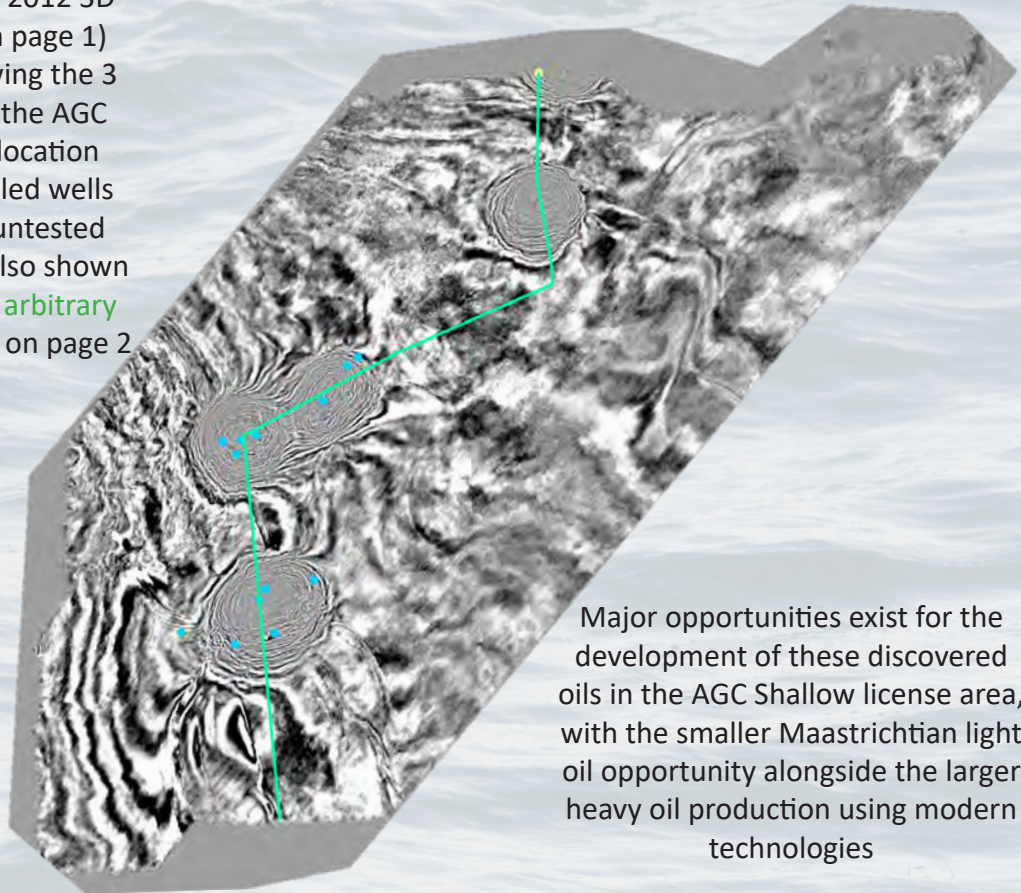 2012 3D
page 1)
ving the 3
the AGC
location
led wells
untested
also shown
arbitrary
on page 2
Major opportunities exist for the
development of these discovered
oils in the AGC Shallow license area,
with the smaller Maastrichtian light
oil opportunity alongside the larger
heavy oil production using modern
technologies